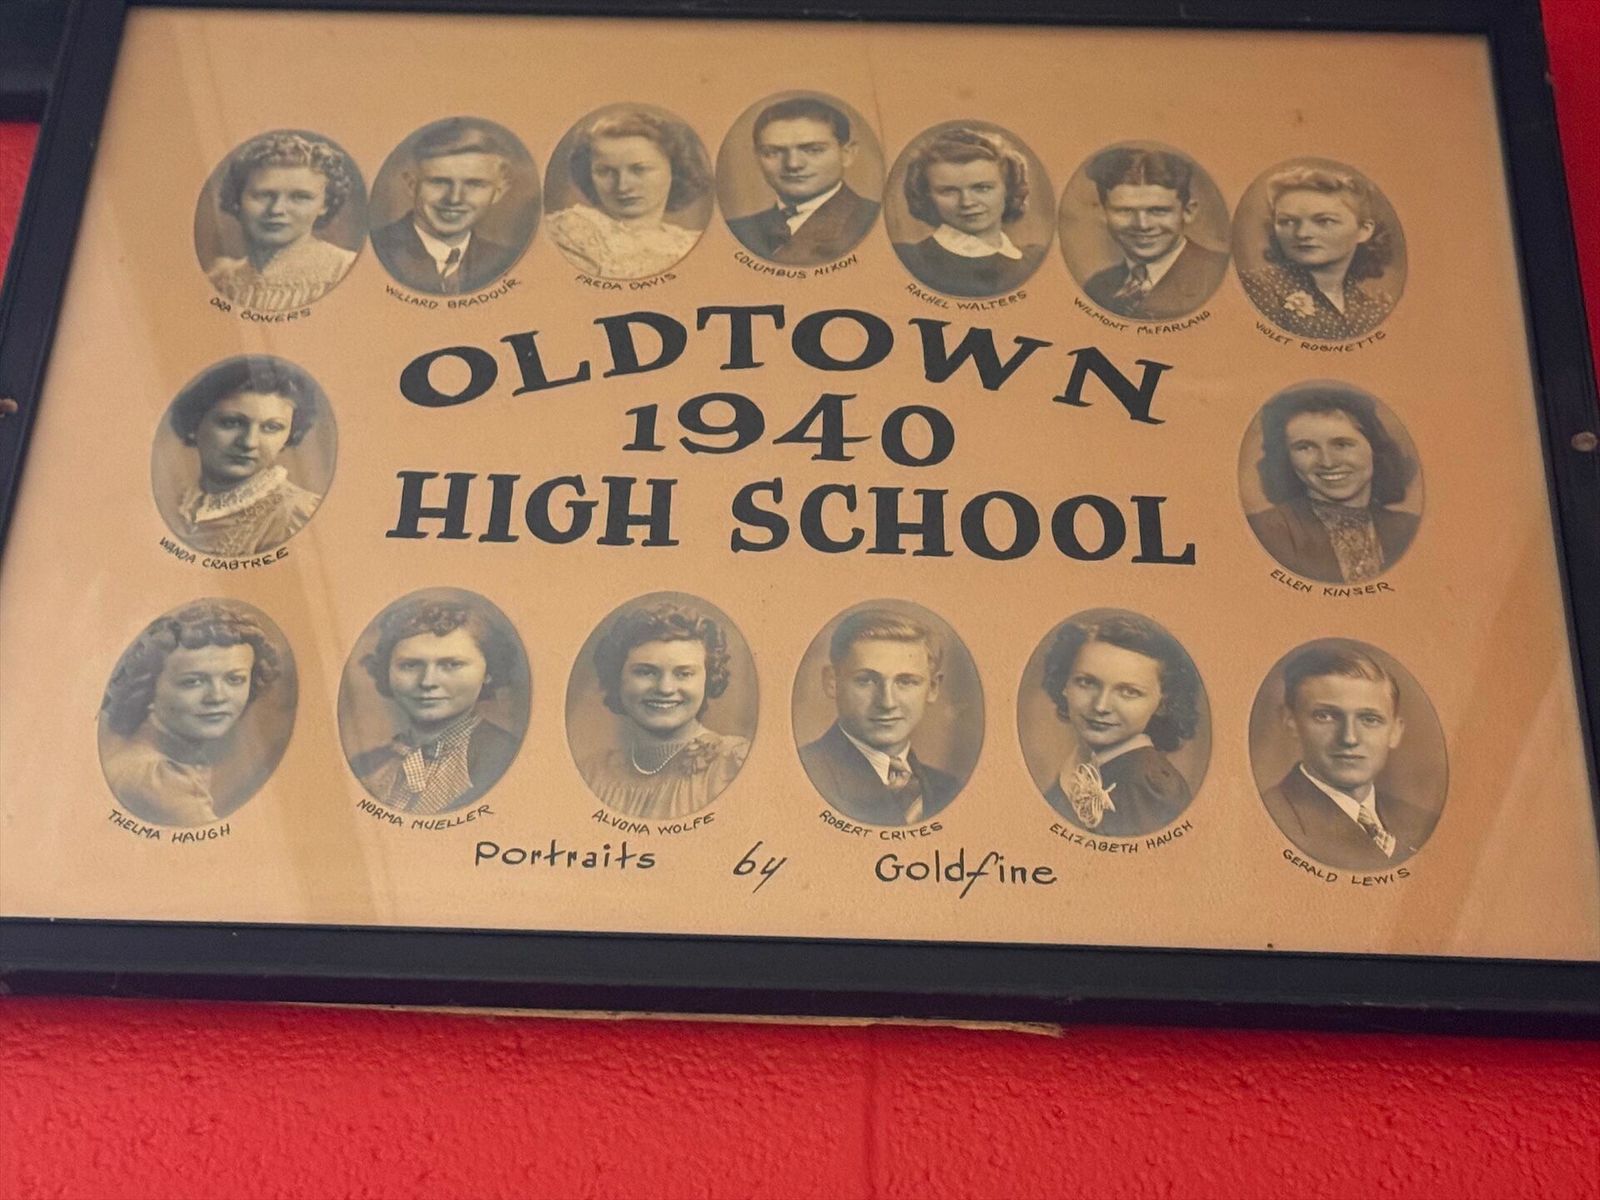 ORA BOWERS
WILLARD BRADOUR
FREDA DAVIS
COLUMBUS NIXON
RACHEL WALTERS
WILMONT McFARLAND
VIOLET ROBINETTE
OLDTOWN
1940
HIGH SCHOOL
WANDA CRABTREE
ELLEN KINSER
THELMA HAUGH
NORMA MUELLER
ALVONA WOLFE
ROBERT CRITES
ELIZABETH HAUGH
GERALD LEWIS
Portraits by Goldfine